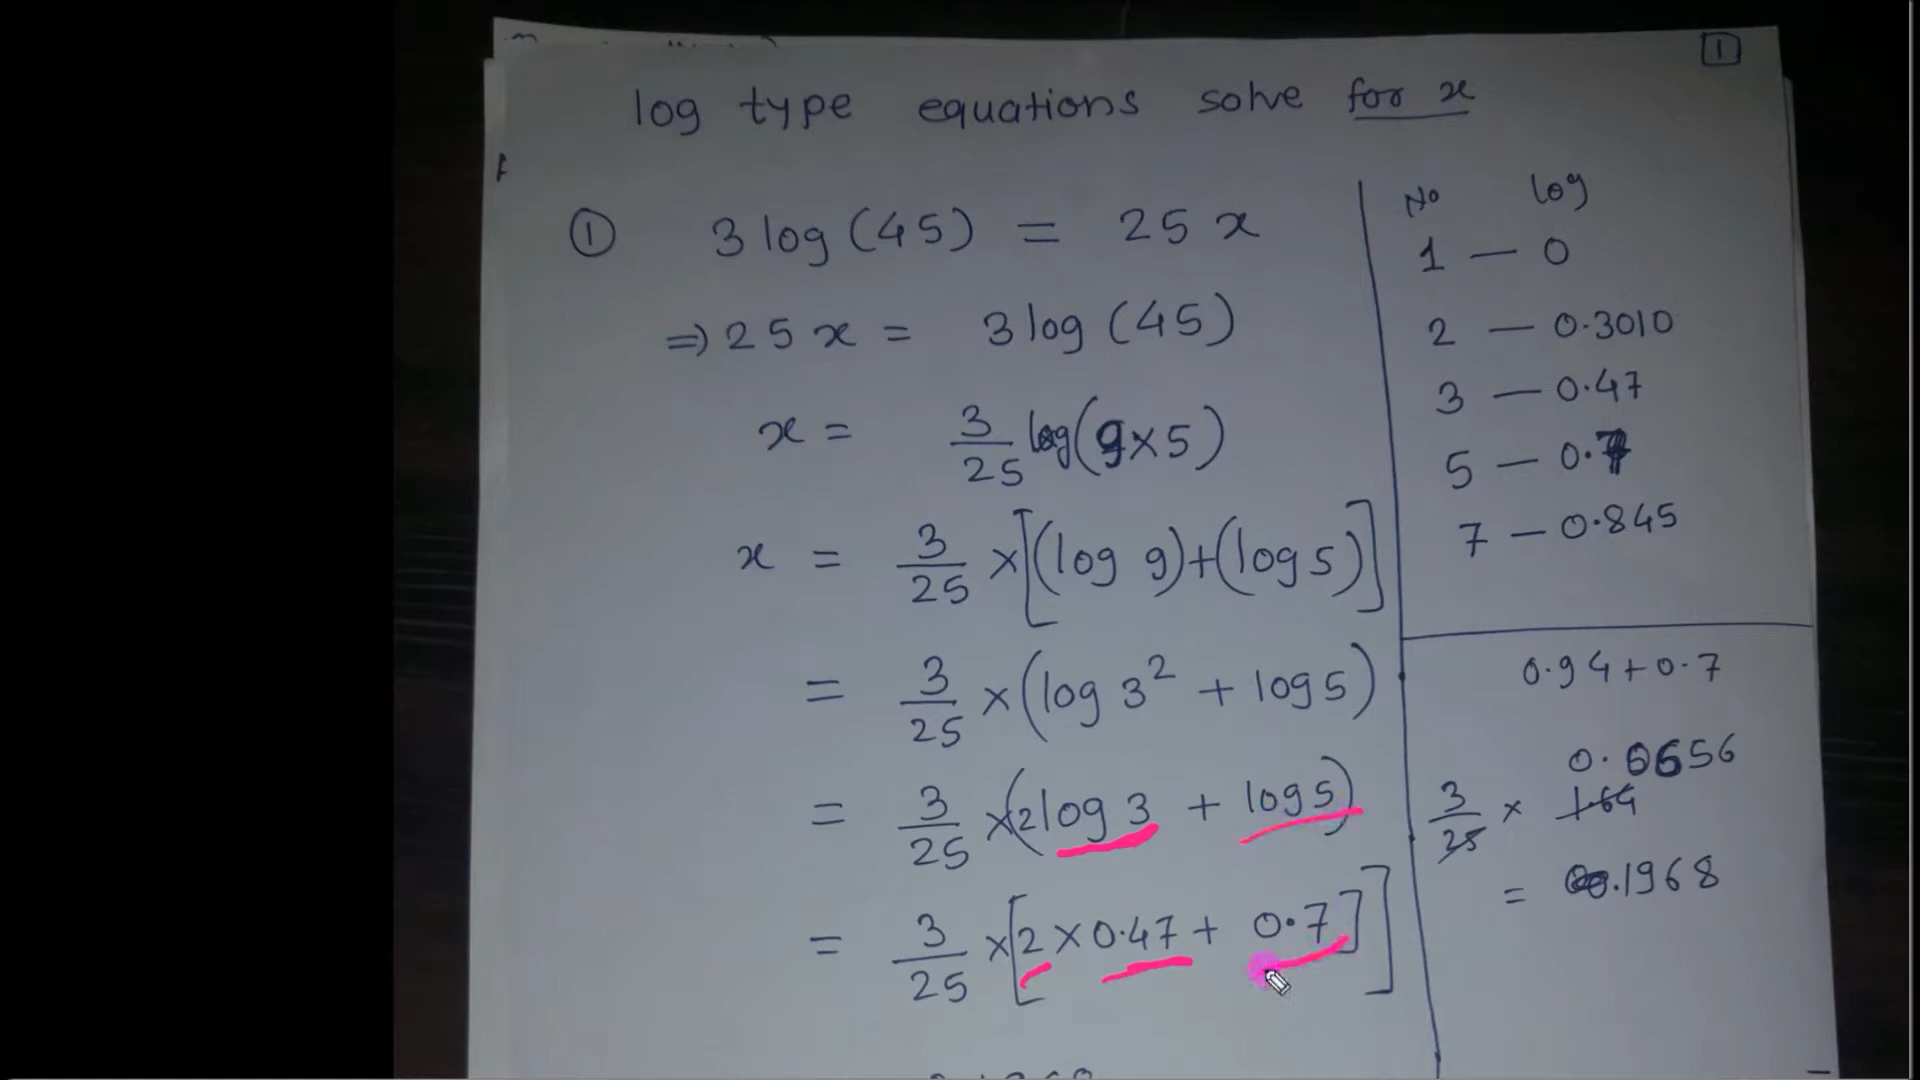 1
log type equations solve for x
① 3 log (45) = 25 x
⇒ 25 x = 3 log (45)
x = 3/25 log (9×5)
x = 3/25 × [(log 9)+(log 5)]
= 3/25 × (log 3² + log 5)
= 3/25 × (2 log 3 + log 5)
= 3/25 × [2 × 0.47 + 0.7]]
No log
1 — 0
2 — 0.3010
3 — 0.47
5 — 0.7
7 — 0.845
0.94 + 0.7
0.0656
3/25 × 1.64
= 0.1968